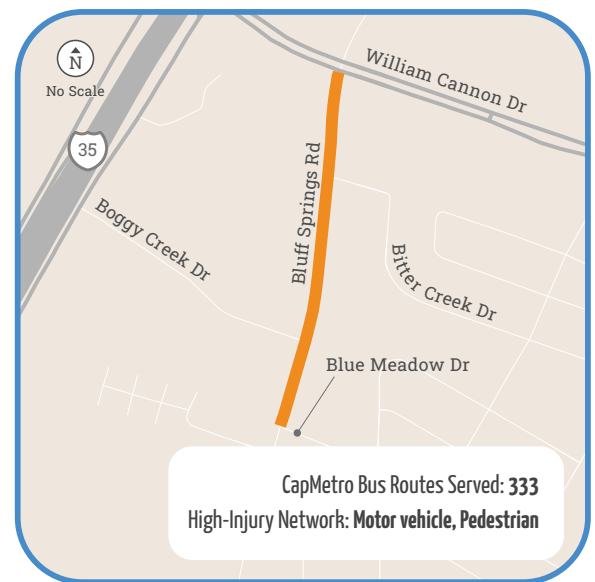 N
No Scale
William Cannon Dr
35
Bluff Springs Rd
Boggy Creek Dr
Bitter Creek Dr
Blue Meadow Dr
CapMetro Bus Routes Served: 333
High-Injury Network: Motor vehicle, Pedestrian